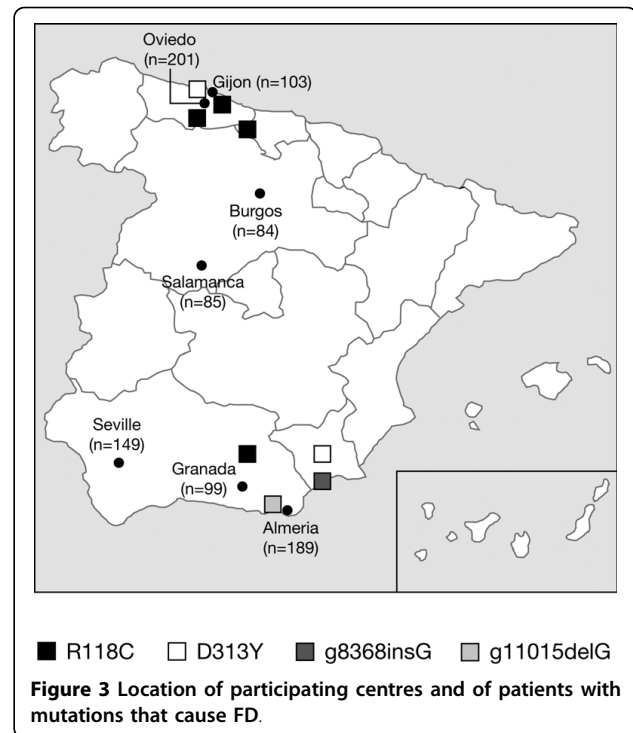 Oviedo
(n=201)
Gijon (n=103)
Burgos
(n=84)
Salamanca
(n=85)
Seville
(n=149)
Granada
(n=99)
Almeria
(n=189)
R118C D313Y g8368insG g11015delG
Figure 3 Location of participating centres and of patients with
mutations that cause FD.